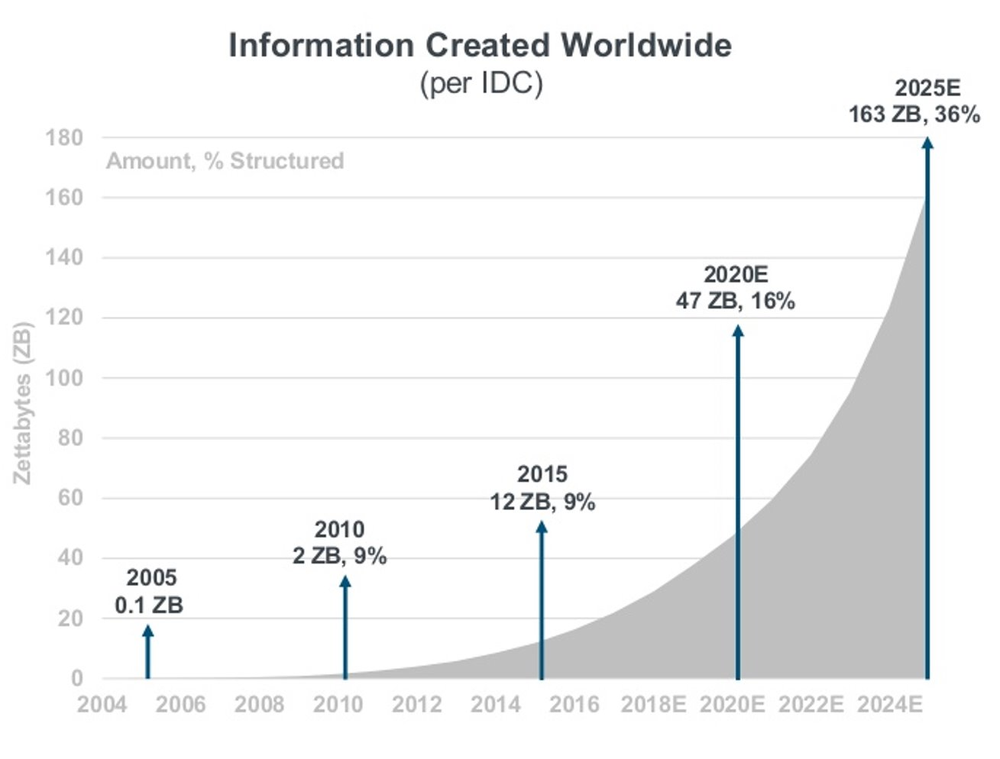 Information Created Worldwide
(per IDC)
2025E
163 ZB, 36%
180
Amount, % Structured
160
140
2020E
47 ZB, 16%
120
100
Zettabytes (ZB)
80
2015
12 ZB, 9%
60
2010
2 ZB, 9%
40
2005
0.1 ZB
20
0
2004 2006 2008 2010 2012 2014 2016 2018E 2020E 2022E 2024E